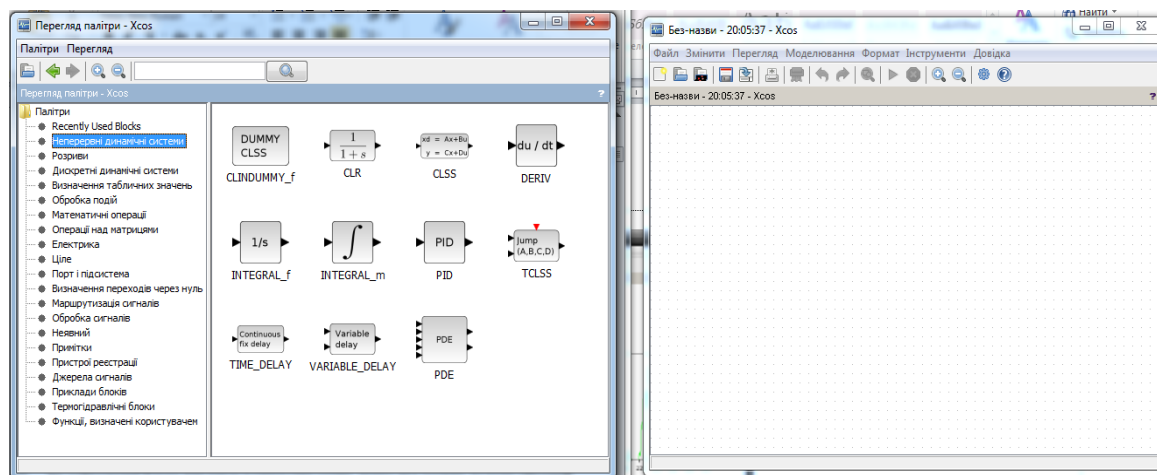 Перегляд палітри - Xcos
Палітри Перегляд
Перегляд палітри - Xcos ?
Палітри
Recently Used Blocks
Неперервні динамічні системи
Розриви
Дискретні динамічні системи
Визначення табличних значень
Обробка подій
Математичні операції
Операції над матрицями
Електрика
Ціле
Порт і підсистема
Визначення переходів через нуль
Маршрутизація сигналів
Обробка сигналів
Неявний
Примітки
Пристрої реєстрації
Джерела сигналів
Приклади блоків
Термогідравлічні блоки
Функції, визначені користувачем
DUMMY
CLSS
CLINDUMMY_f
1
1 + s
CLR
xd = Ax+Bu
y = Cx+Du
CLSS
du / dt
DERIV
1/s
INTEGRAL_f
∫
INTEGRAL_m
PID
PID
Jump
(A,B,C,D)
TCLSS
Continuous
fix delay
TIME_DELAY
Variable
delay
VARIABLE_DELAY
PDE
PDE
Найти
Без-назви - 20:05:37 - Xcos
Файл Змінити Перегляд Моделювання Формат Інструменти Довідка
Без-назви - 20:05:37 - Xcos ?